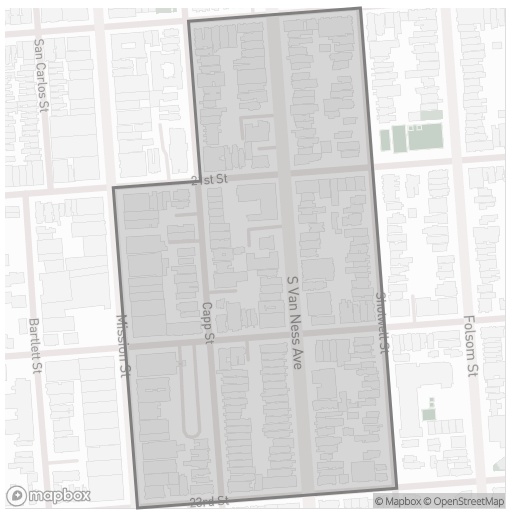 San Carlos St
21st St
S Van Ness Ave
Capp St
Mission St
Bartlett St
Shotwell St
Folsom St
23rd St
mapbox
© Mapbox © OpenStreetMap